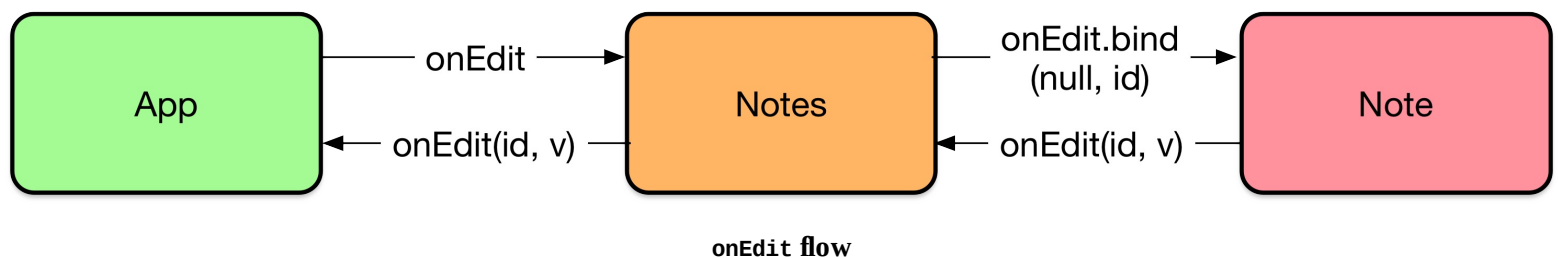 App
onEdit
onEdit(id, v)
Notes
onEdit.bind
(null, id)
onEdit(id, v)
Note
onEdit flow